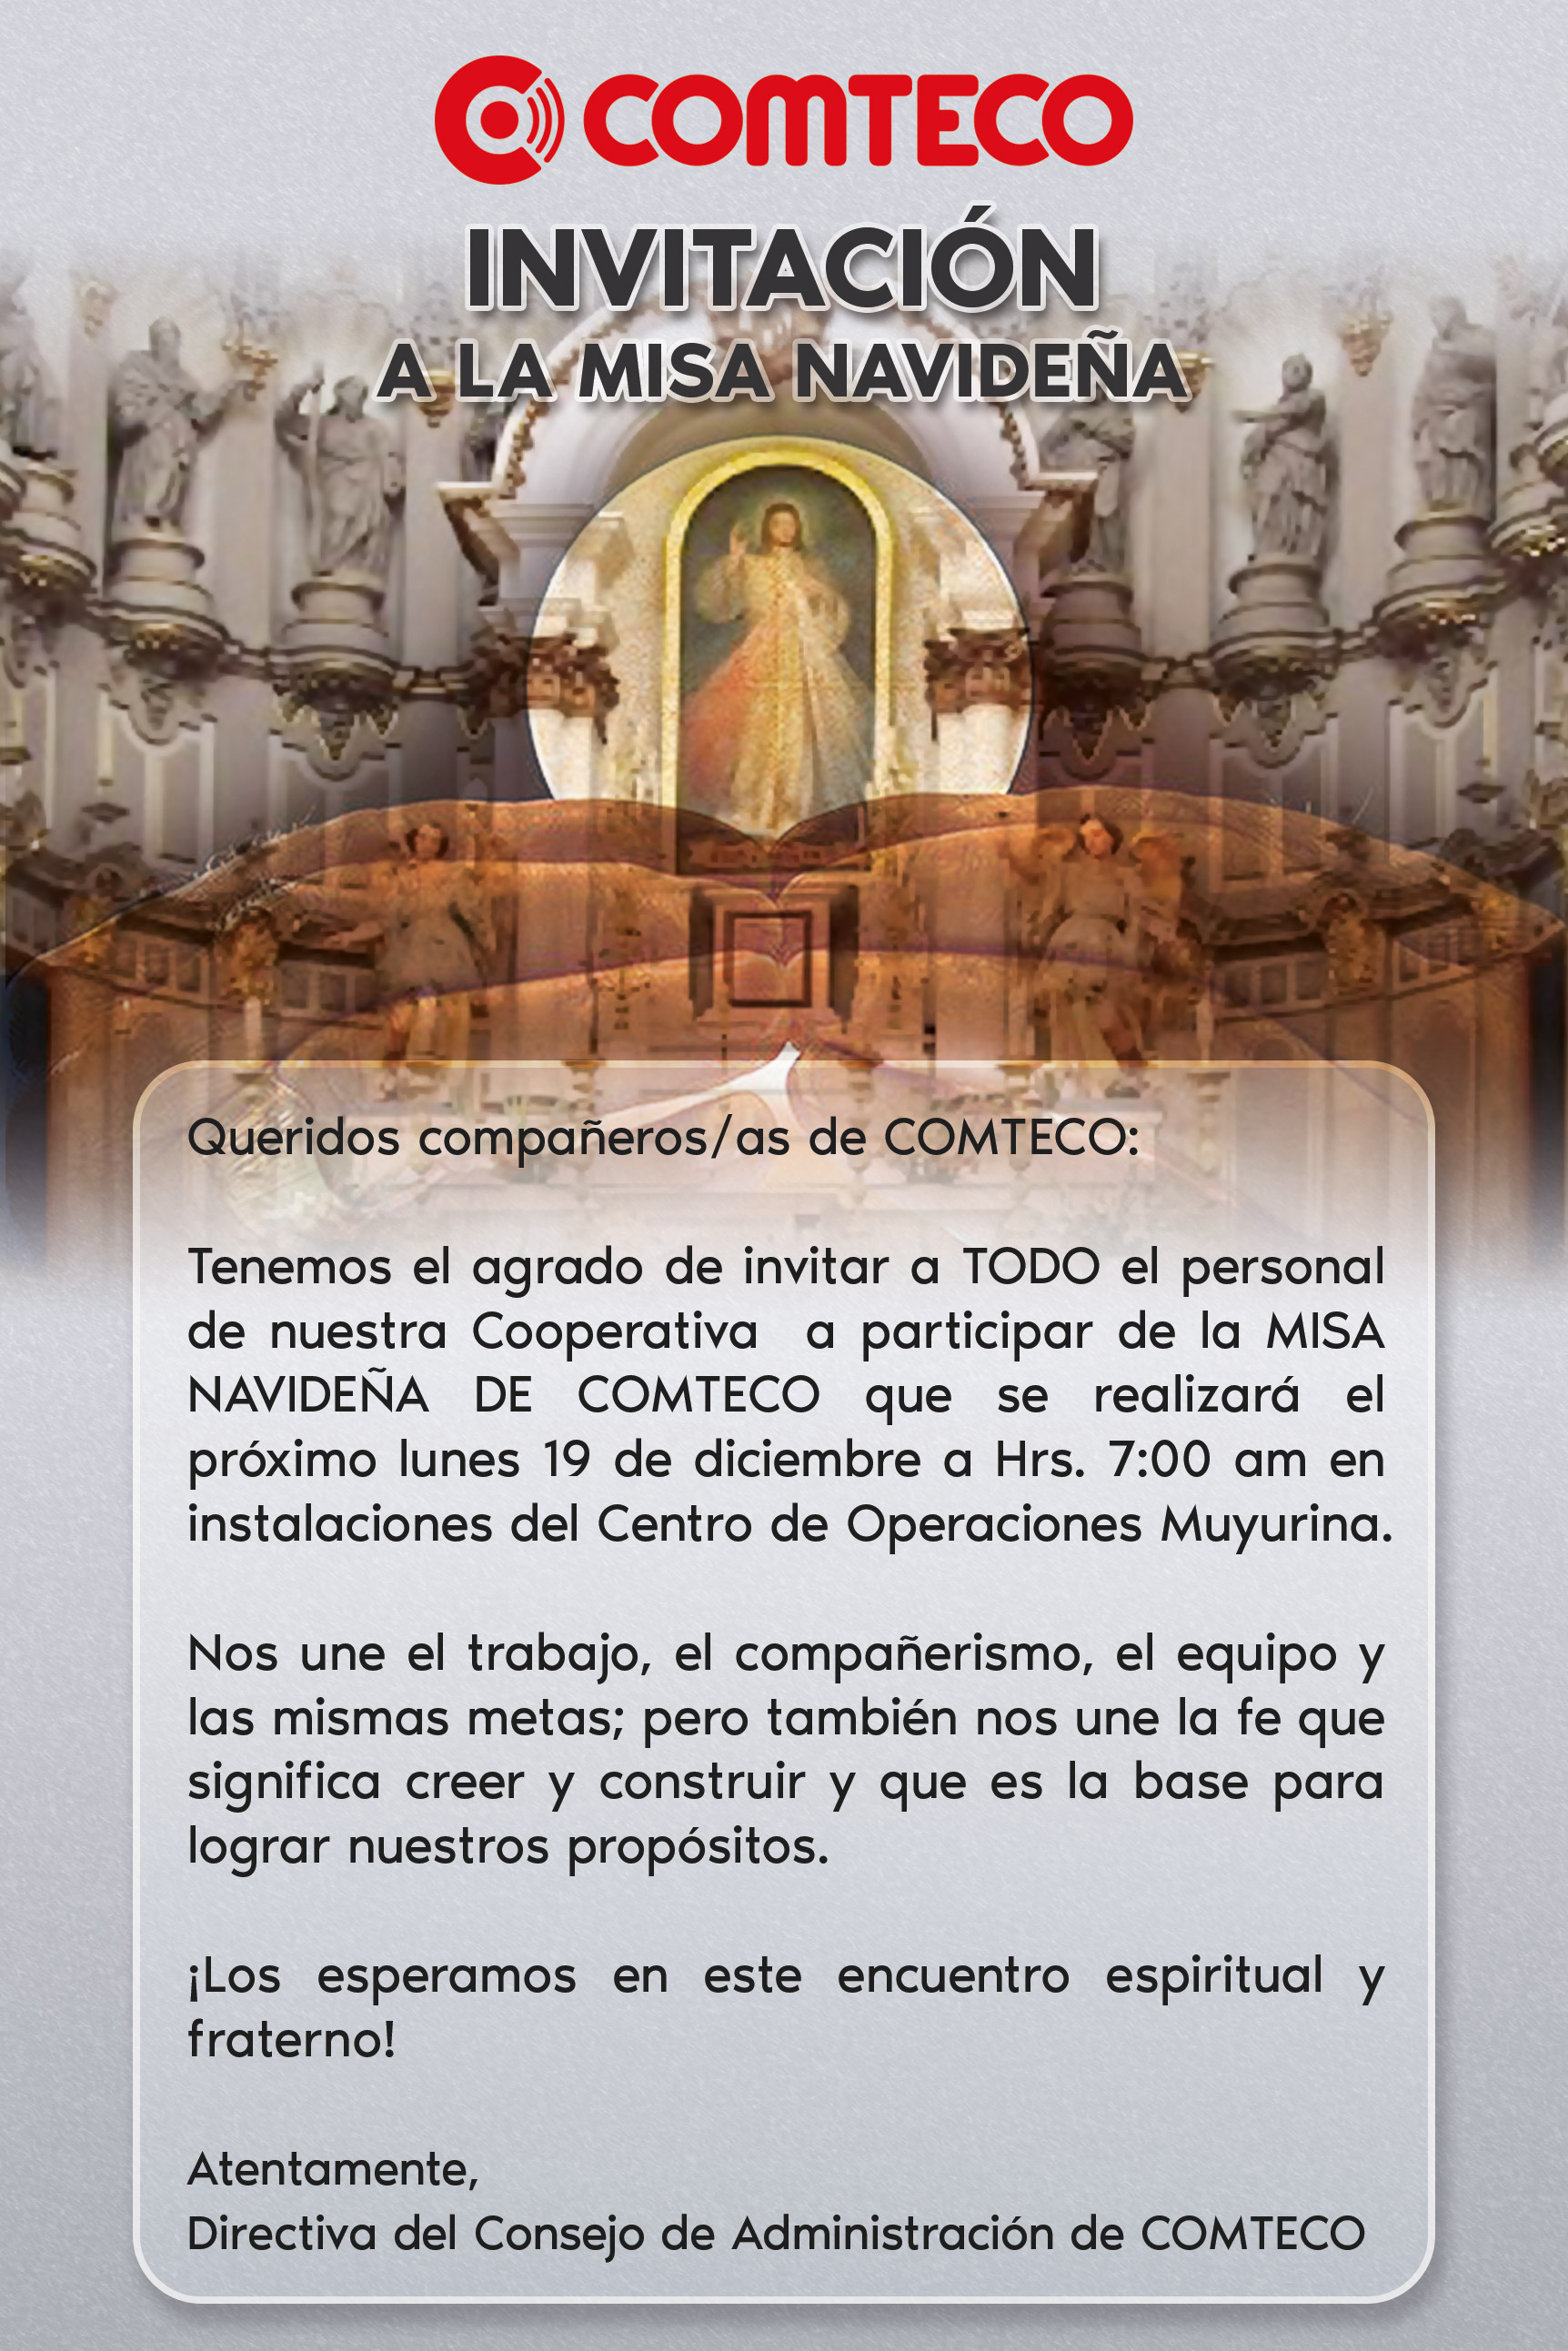 COMTECO
INVITACIÓN
A LA MISA NAVIDEÑA
Queridos compañeros/as de COMTECO:
Tenemos el agrado de invitar a TODO el personal
de nuestra Cooperativa a participar de la MISA
NAVIDEÑA DE COMTECO que se realizará el
próximo lunes 19 de diciembre a Hrs. 7:00 am en
instalaciones del Centro de Operaciones Muyurina.
Nos une el trabajo, el compañerismo, el equipo y
las mismas metas; pero también nos une la fe que
significa creer y construir y que es la base para
lograr nuestros propósitos.
¡Los esperamos en este encuentro espiritual y
fraterno!
Atentamente,
Directiva del Consejo de Administración de COMTECO